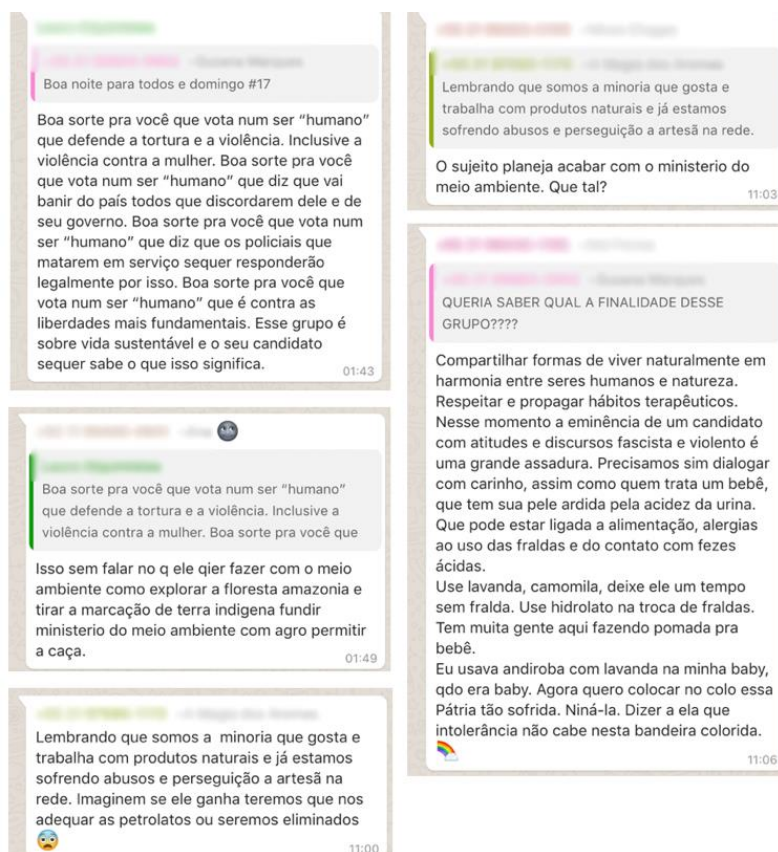 Boa noite para todos e domingo #17
Boa sorte pra você que vota num ser “humano”
que defende a tortura e a violência. Inclusive a
violência contra a mulher. Boa sorte pra você
que vota num ser “humano” que diz que vai
banir do país todos que discordarem dele e de
seu governo. Boa sorte pra você que vota num
ser “humano” que diz que os policiais que
matarem em serviço sequer responderão
legalmente por isso. Boa sorte pra você que
vota num ser “humano” que é contra as
liberdades mais fundamentais. Esse grupo é
sobre vida sustentável e o seu candidato
sequer sabe o que isso significa.
01:43
Boa sorte pra você que vota num ser “humano”
que defende a tortura e a violência. Inclusive a
violência contra a mulher. Boa sorte pra você que
Isso sem falar no q ele qier fazer com o meio
ambiente como explorar a floresta amazonia e
tirar a marcação de terra indigena fundir
ministerio do meio ambiente com agro permitir
a caça.
01:49
Lembrando que somos a minoria que gosta e
trabalha com produtos naturais e já estamos
sofrendo abusos e perseguição a artesã na
rede. Imaginem se ele ganha teremos que nos
adequar as petrolatos ou seremos eliminados
😨
11:00
Lembrando que somos a minoria que gosta e
trabalha com produtos naturais e já estamos
sofrendo abusos e perseguição a artesã na rede.
O sujeito planeja acabar com o ministerio do
meio ambiente. Que tal?
11:03
QUERIA SABER QUAL A FINALIDADE DESSE
GRUPO????
Compartilhar formas de viver naturalmente em
harmonia entre seres humanos e natureza.
Respeitar e propagar hábitos terapêuticos.
Nesse momento a eminência de um candidato
com atitudes e discursos fascista e violento é
uma grande assadura. Precisamos sim dialogar
com carinho, assim como quem trata um bebê,
que tem sua pele ardida pela acidez da urina.
Que pode estar ligada a alimentação, alergias
ao uso das fraldas e do contato com fezes
ácidas.
Use lavanda, camomila, deixe ele um tempo
sem fralda. Use hidrolato na troca de fraldas.
Tem muita gente aqui fazendo pomada pra
bebê.
Eu usava andiroba com lavanda na minha baby,
qdo era baby. Agora quero colocar no colo essa
Pátria tão sofrida. Niná-la. Dizer a ela que
intolerância não cabe nesta bandeira colorida.
🌈
11:06